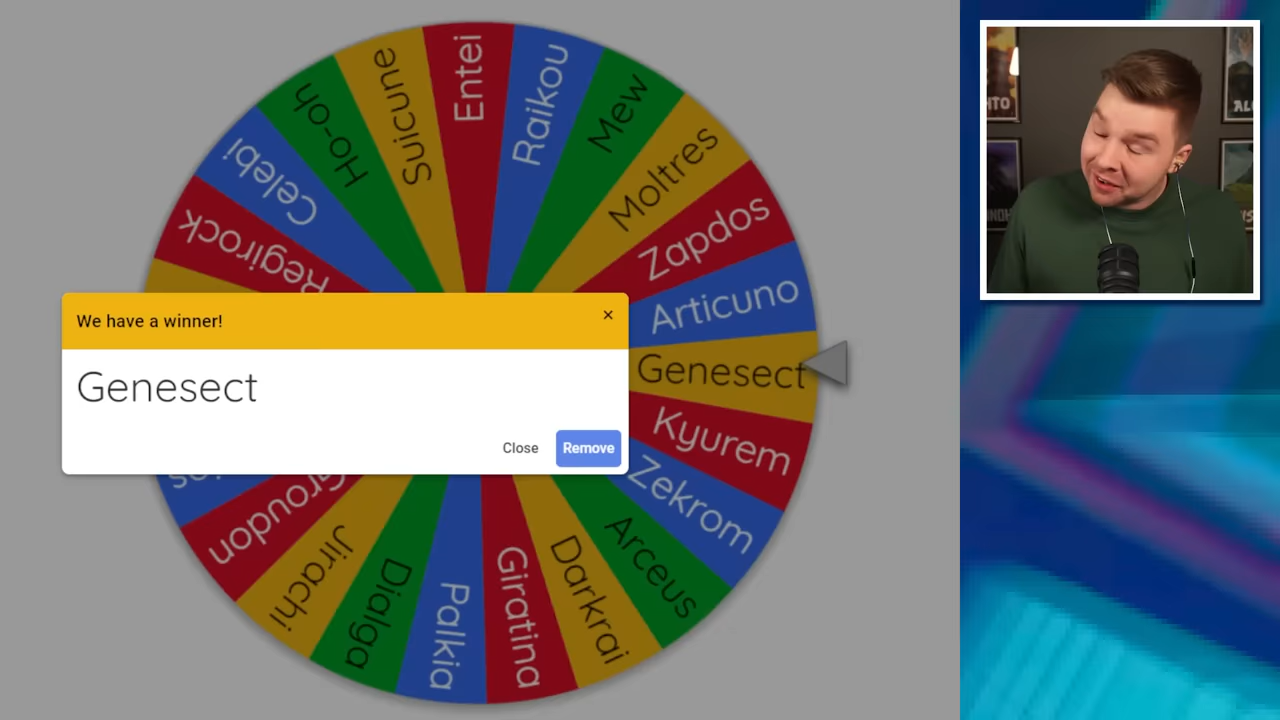 Entei
Raikou
Mew
Moltres
Zapdos
Articuno
Genesect
Kyurem
Zekrom
Arceus
Darkrai
Giratina
Palkia
Dialga
Jirachi
Groudon
Regirock
Celebi
Ho-oh
Suicune
We have a winner!
×
Genesect
Close
Remove